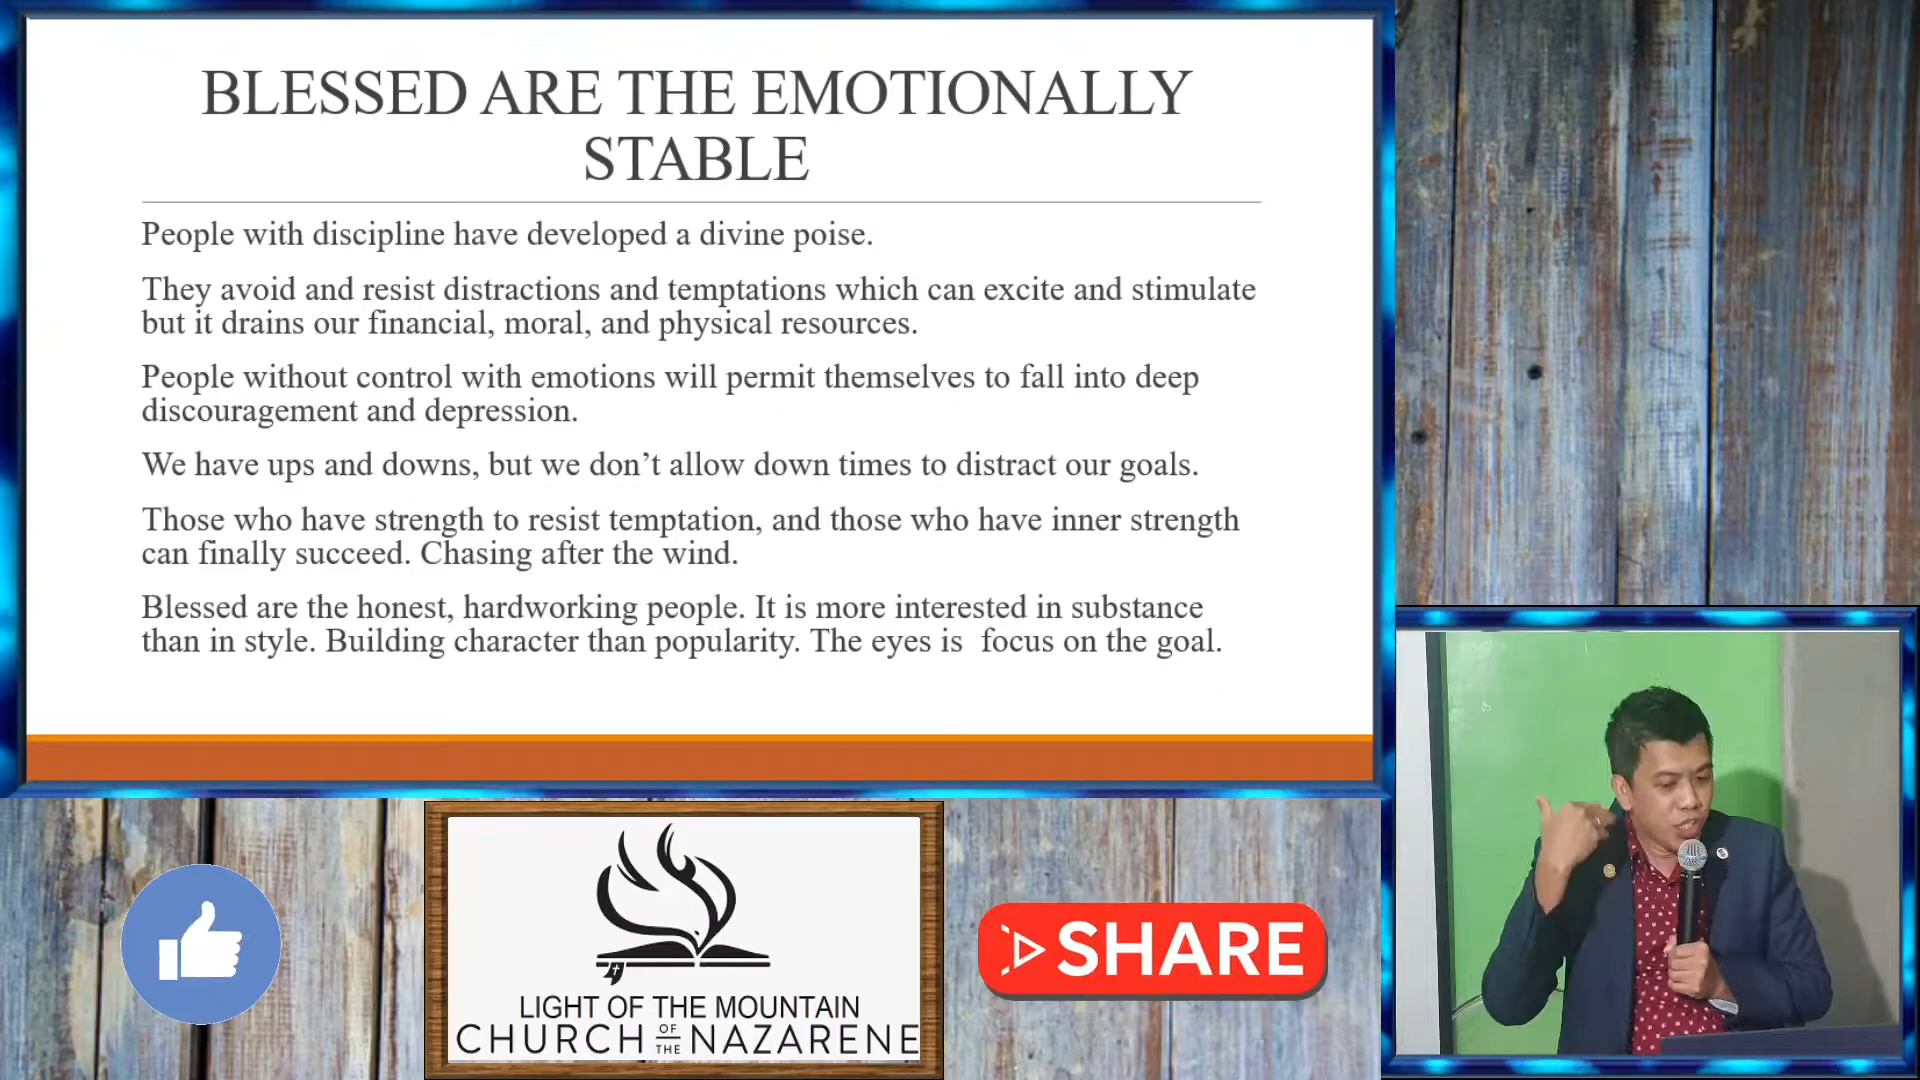 BLESSED ARE THE EMOTIONALLY
STABLE
People with discipline have developed a divine poise.
They avoid and resist distractions and temptations which can excite and stimulate
but it drains our financial, moral, and physical resources.
People without control with emotions will permit themselves to fall into deep
discouragement and depression.
We have ups and downs, but we don’t allow down times to distract our goals.
Those who have strength to resist temptation, and those who have inner strength
can finally succeed. Chasing after the wind.
Blessed are the honest, hardworking people. It is more interested in substance
than in style. Building character than popularity. The eyes is  focus on the goal.
LIGHT OF THE MOUNTAIN
CHURCH OF THE NAZARENE
SHARE